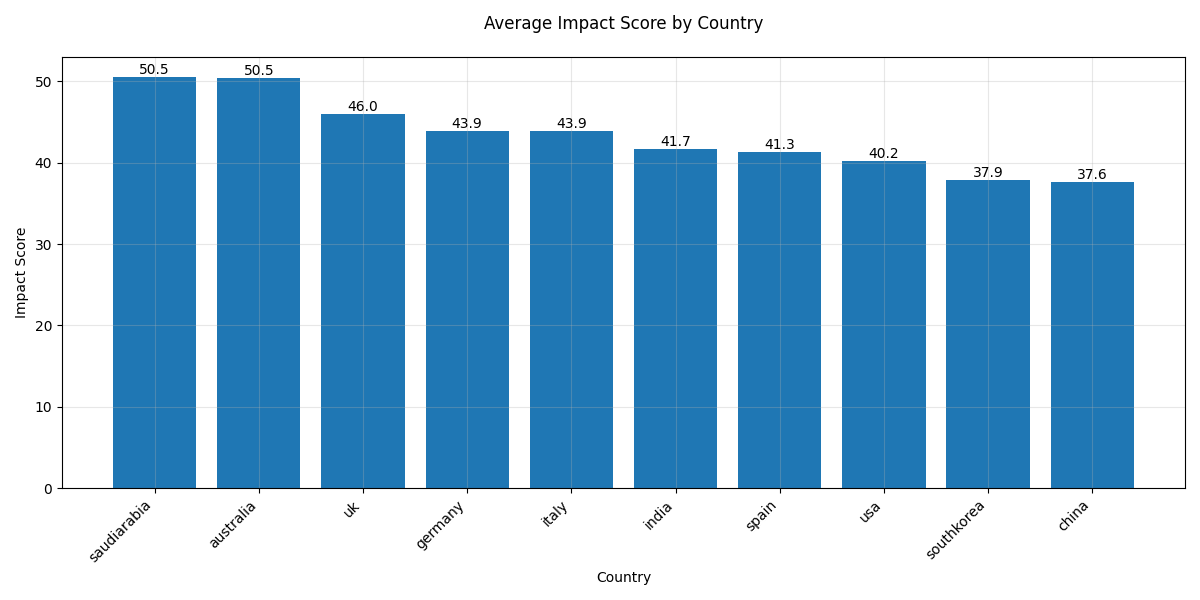 Average Impact Score by Country
50.5
50.5
46.0
43.9
43.9
41.7
41.3
40.2
37.9
37.6
50
40
30
20
10
0
Impact Score
saudiarabia
australia
uk
germany
italy
india
spain
usa
southkorea
china
Country